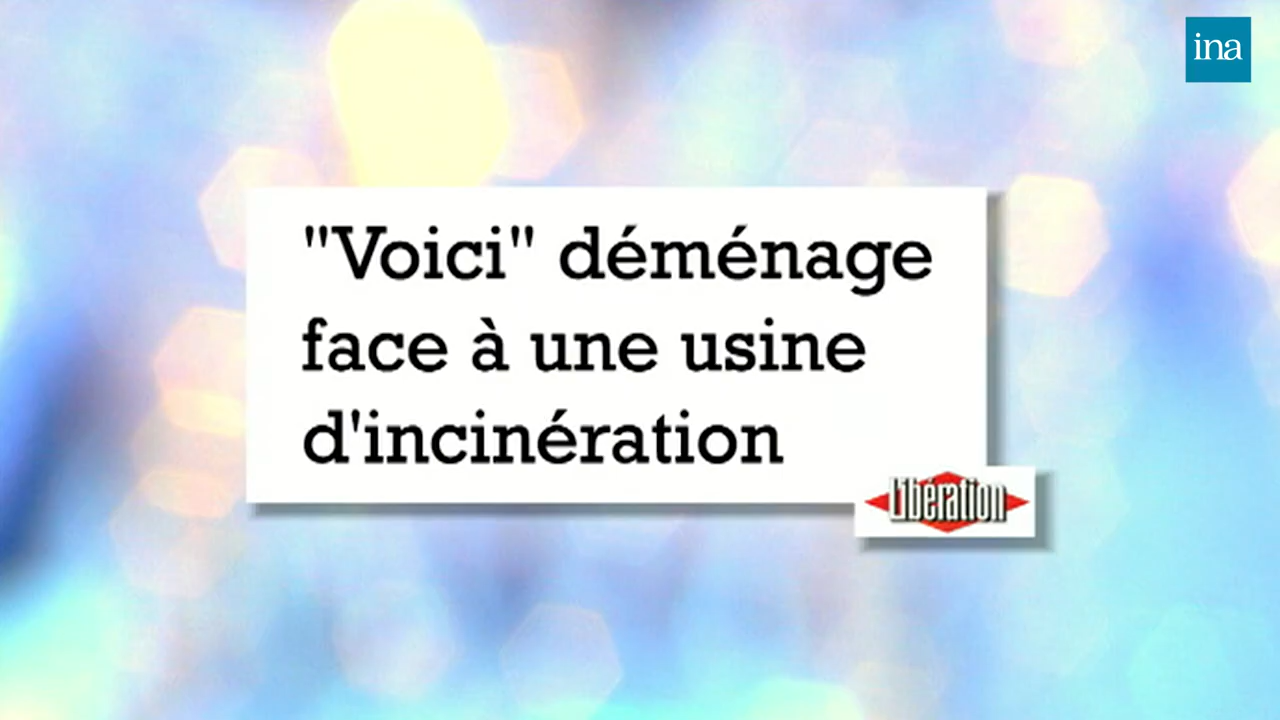 ina
"Voici" déménage
face à une usine
d'incinération
Libération